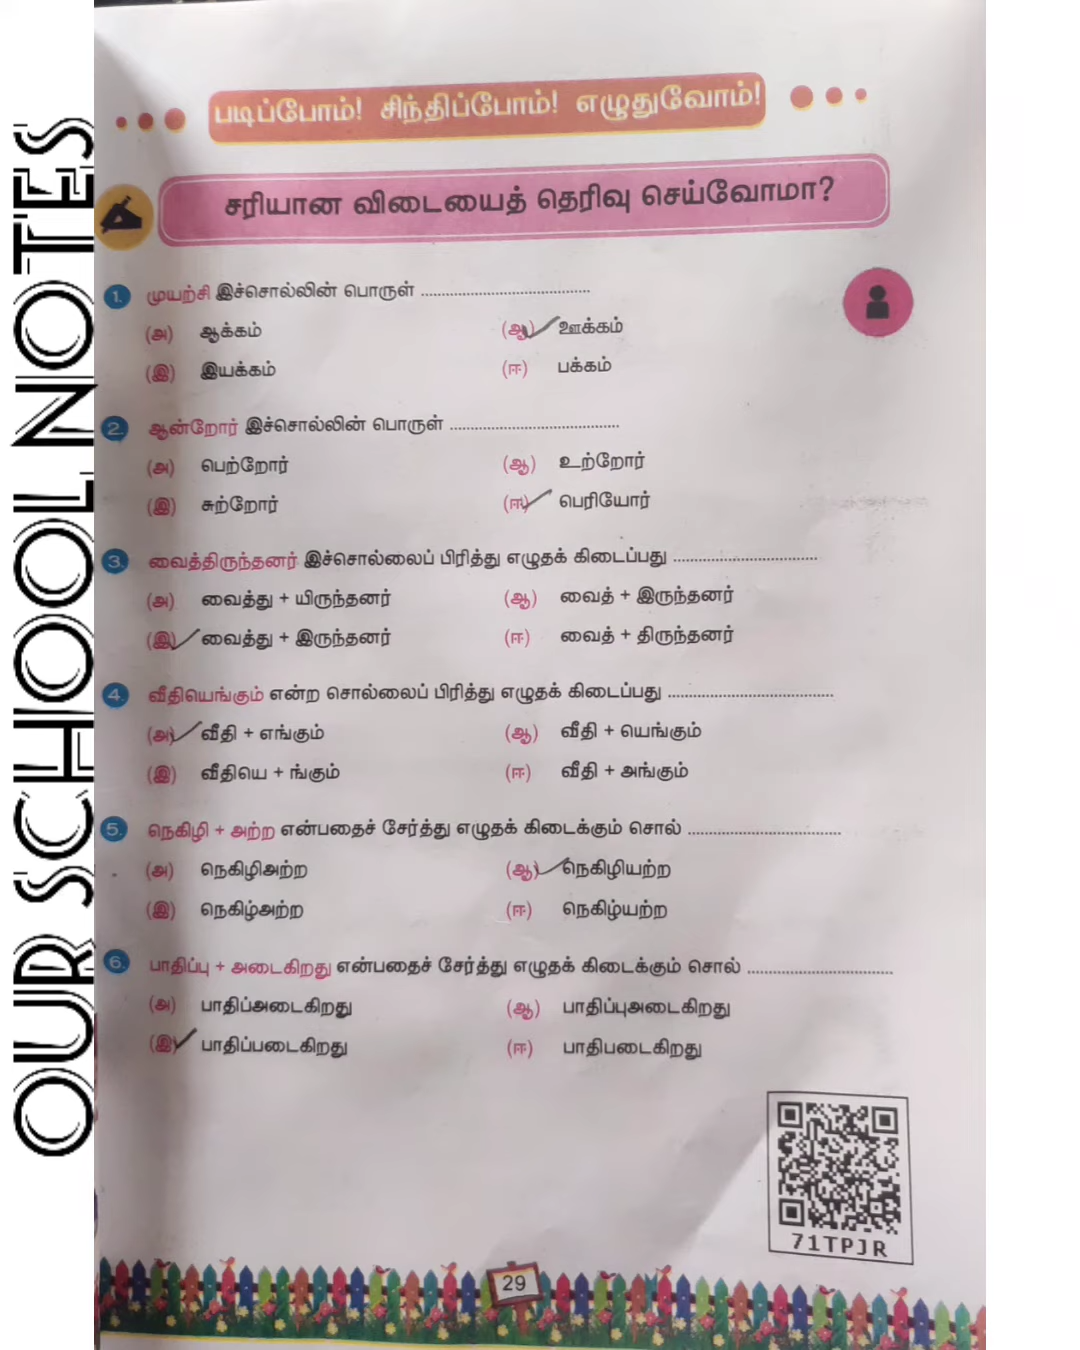 OUR SCHOOL NOTES
படிப்போம்! சிந்திப்போம்! எழுதுவோம்!
சரியான விடையைத் தெரிவு செய்வோமா?
1. முயற்சி இச்சொல்லின் பொருள் ......................................
(அ) ஆக்கம் (ஆ) ஊக்கம்
(இ) இயக்கம் (ஈ) பக்கம்
2. ஆன்றோர் இச்சொல்லின் பொருள் ......................................
(அ) பெற்றோர் (ஆ) உற்றோர்
(இ) சுற்றோர் (ஈ) பெரியோர்
3. வைத்திருந்தனர் இச்சொல்லைப் பிரித்து எழுதக் கிடைப்பது ................................
(அ) வைத்து + யிருந்தனர் (ஆ) வைத் + இருந்தனர்
(இ) வைத்து + இருந்தனர் (ஈ) வைத் + திருந்தனர்
4. வீதியெங்கும் என்ற சொல்லைப் பிரித்து எழுதக் கிடைப்பது .....................................
(அ) வீதி + எங்கும் (ஆ) வீதி + யெங்கும்
(இ) வீதியெ + ங்கும் (ஈ) வீதி + அங்கும்
5. நெகிழி + அற்ற என்பதைச் சேர்த்து எழுதக் கிடைக்கும் சொல் ..................................
(அ) நெகிழிஅற்ற (ஆ) நெகிழியற்ற
(இ) நெகிழ்அற்ற (ஈ) நெகிழ்யற்ற
6. பாதிப்பு + அடைகிறது என்பதைச் சேர்த்து எழுதக் கிடைக்கும் சொல் ................................
(அ) பாதிப்அடைகிறது (ஆ) பாதிப்புஅடைகிறது
(இ) பாதிப்படைகிறது (ஈ) பாதிபடைகிறது
71TPJR
29